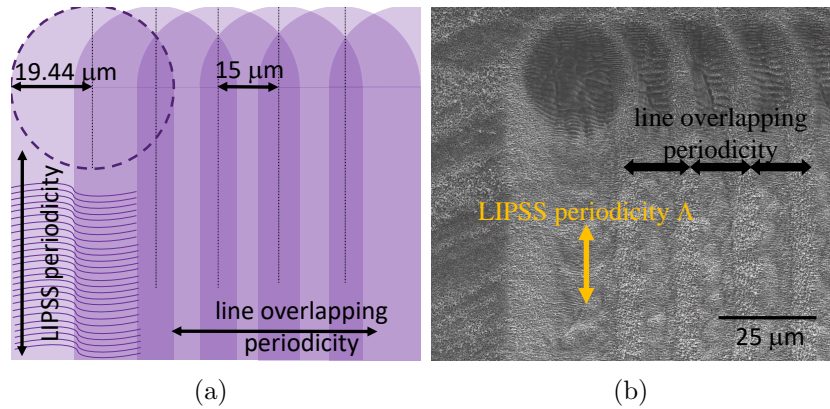 19.44 µm
15 µm
LIPSS periodicity
line overlapping
periodicity
(a)
line overlapping
periodicity
LIPSS periodicity Λ
25 µm
(b)